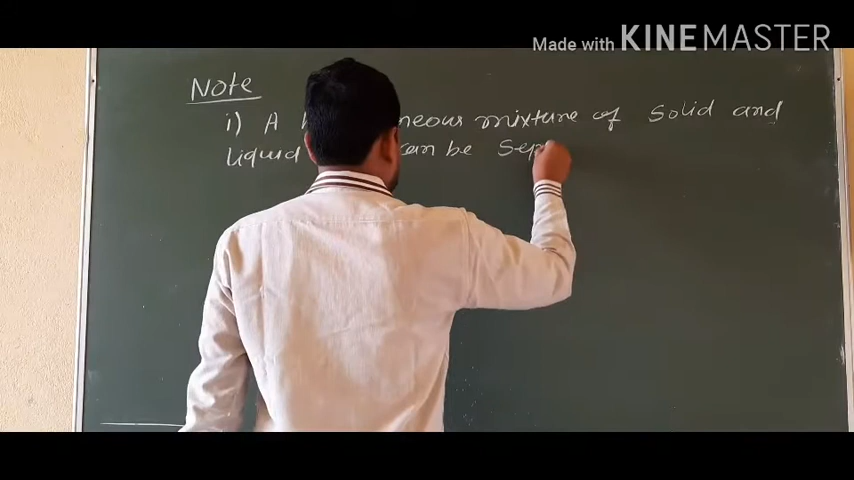 Made with KINEMASTER
Note
i) A neous mixture of Solid and
liquid can be Sep